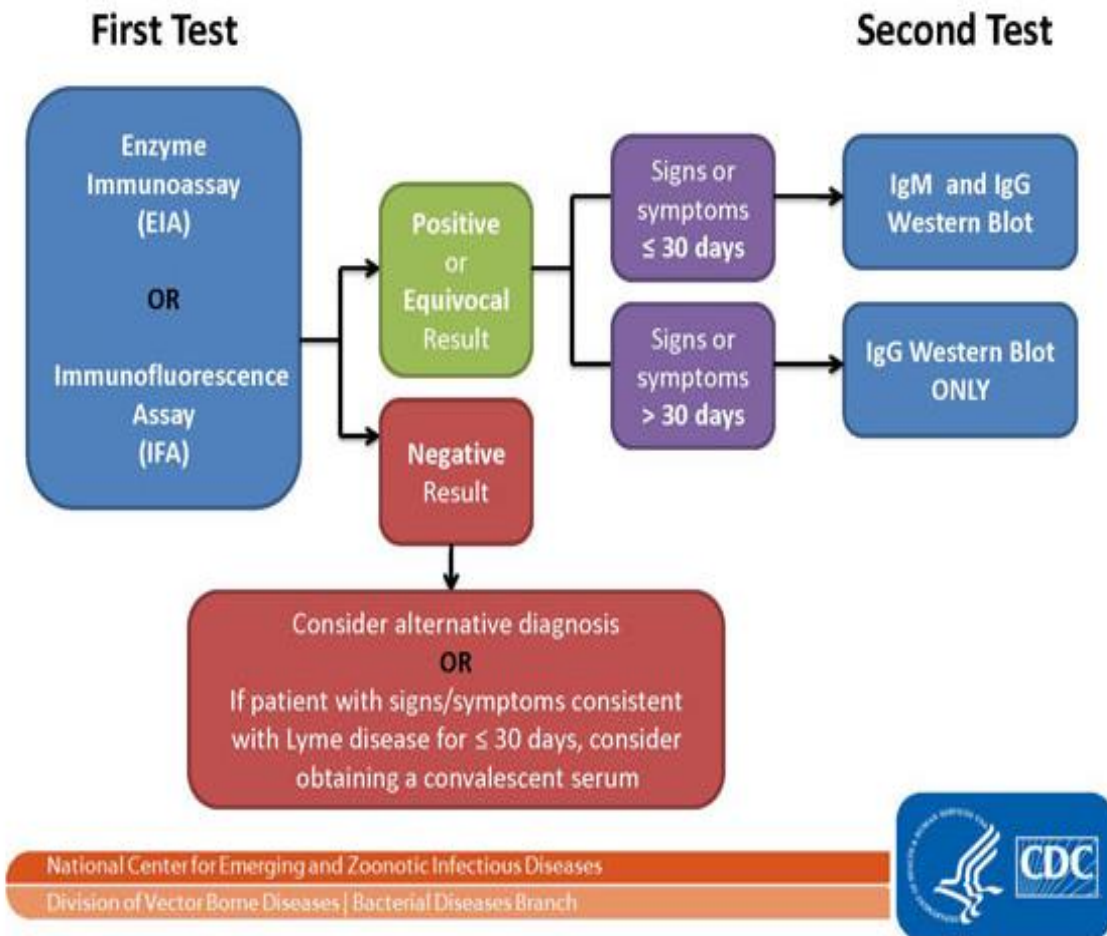 First Test
Second Test
Enzyme
Immunoassay
(EIA)
OR
Immunofluorescence
Assay
(IFA)
Positive
or
Equivocal
Result
Negative
Result
Signs or
symptoms
≤ 30 days
Signs or
symptoms
> 30 days
IgM and IgG
Western Blot
IgG Western Blot
ONLY
Consider alternative diagnosis
OR
If patient with signs/symptoms consistent
with Lyme disease for ≤ 30 days, consider
obtaining a convalescent serum
National Center for Emerging and Zoonotic Infectious Diseases
Division of Vector Borne Diseases | Bacterial Diseases Branch
CDC